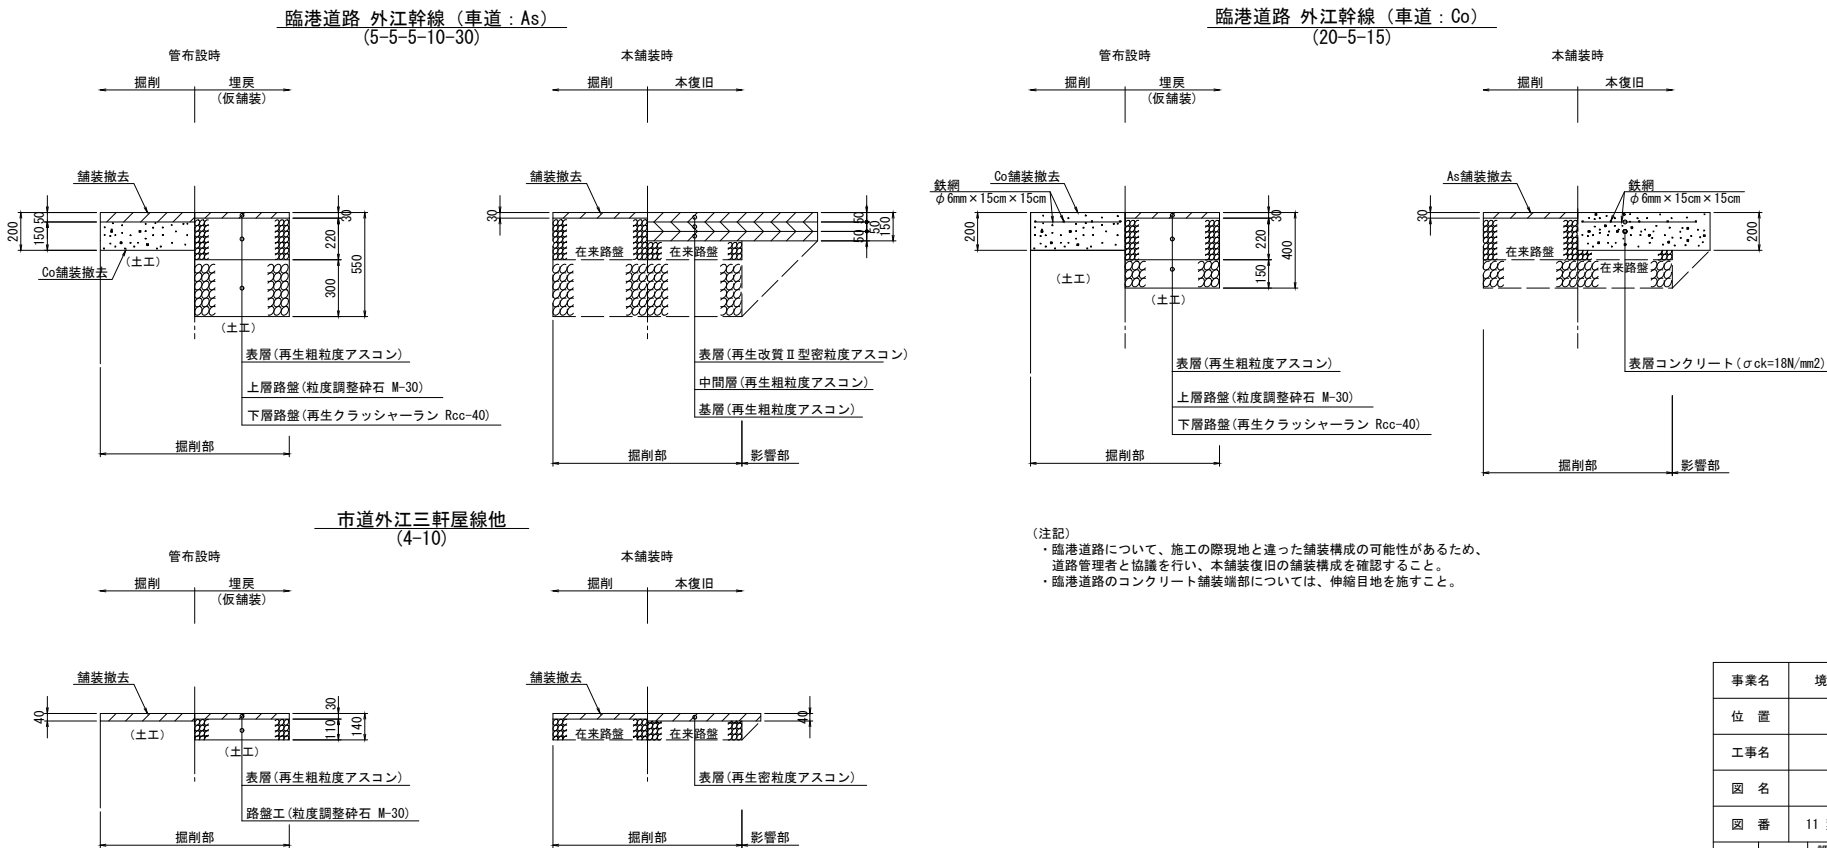 臨港道路 外江幹線（車道：As）
(5-5-5-10-30)
管布設時
掘削
埋戻
(仮舗装)
舗装撤去
200
50
150
(土工)
Co舗装撤去
30
220
300
550
(土工)
表層(再生粗粒度アスコン)
上層路盤(粒度調整砕石 M-30)
下層路盤(再生クラッシャーラン Rcc-40)
掘削部
本舗装時
掘削
本復旧
舗装撤去
30
在来路盤
在来路盤
50
50
50
150
表層(再生改質Ⅱ型密粒度アスコン)
中間層(再生粗粒度アスコン)
基層(再生粗粒度アスコン)
掘削部
影響部
臨港道路 外江幹線（車道：Co）
(20-5-15)
管布設時
掘削
埋戻
(仮舗装)
鉄網
φ6mm×15cm×15cm
Co舗装撤去
200
(土工)
30
220
150
400
(土工)
表層(再生粗粒度アスコン)
上層路盤(粒度調整砕石 M-30)
下層路盤(再生クラッシャーラン Rcc-40)
掘削部
本舗装時
掘削
本復旧
As舗装撤去
鉄網
φ6mm×15cm×15cm
30
在来路盤
在来路盤
200
表層コンクリート(σck=18N/mm2)
掘削部
影響部
市道外江三軒屋線他
(4-10)
管布設時
掘削
埋戻
(仮舗装)
舗装撤去
40
(土工)
30
110
140
(土工)
表層(再生粗粒度アスコン)
路盤工(粒度調整砕石 M-30)
掘削部
本舗装時
掘削
本復旧
舗装撤去
在来路盤
在来路盤
40
表層(再生密粒度アスコン)
掘削部
影響部
(注記)
・臨港道路について、施工の際現地と違った舗装構成の可能性があるため、
道路管理者と協議を行い、本舗装復旧の舗装構成を確認すること。
・臨港道路のコンクリート舗装端部については、伸縮目地を施すこと。
事業名 境
位 置
工事名
図 名
図 番 11